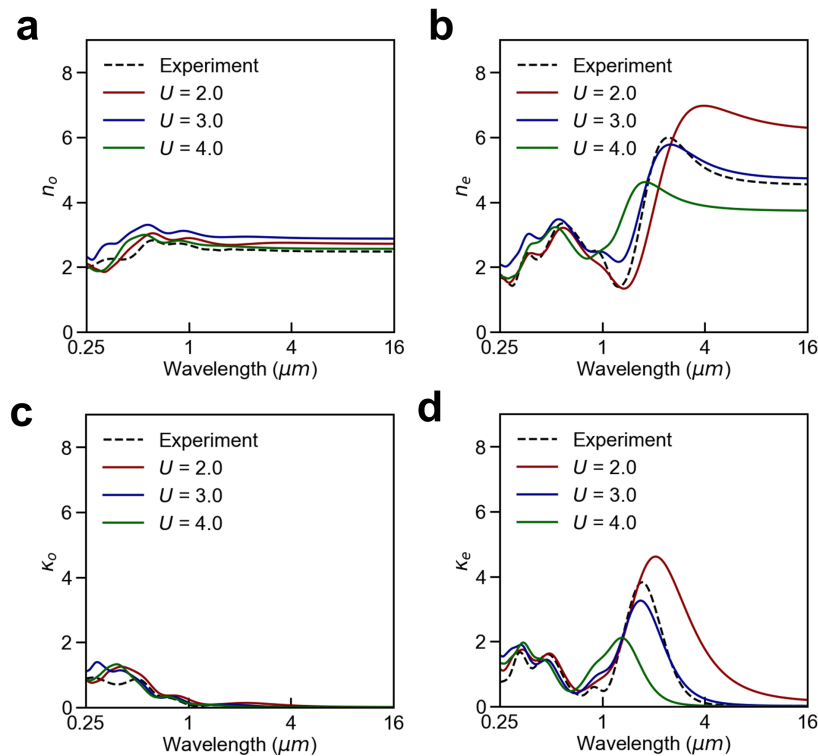 a
Experiment
U = 2.0
U = 3.0
U = 4.0
8
6
4
2
0
n_o
0.25 1 4 16
Wavelength (μm)
b
Experiment
U = 2.0
U = 3.0
U = 4.0
8
6
4
2
0
n_e
0.25 1 4 16
Wavelength (μm)
c
Experiment
U = 2.0
U = 3.0
U = 4.0
8
6
4
2
0
κ_o
0.25 1 4 16
Wavelength (μm)
d
Experiment
U = 2.0
U = 3.0
U = 4.0
8
6
4
2
0
κ_e
0.25 1 4 16
Wavelength (μm)